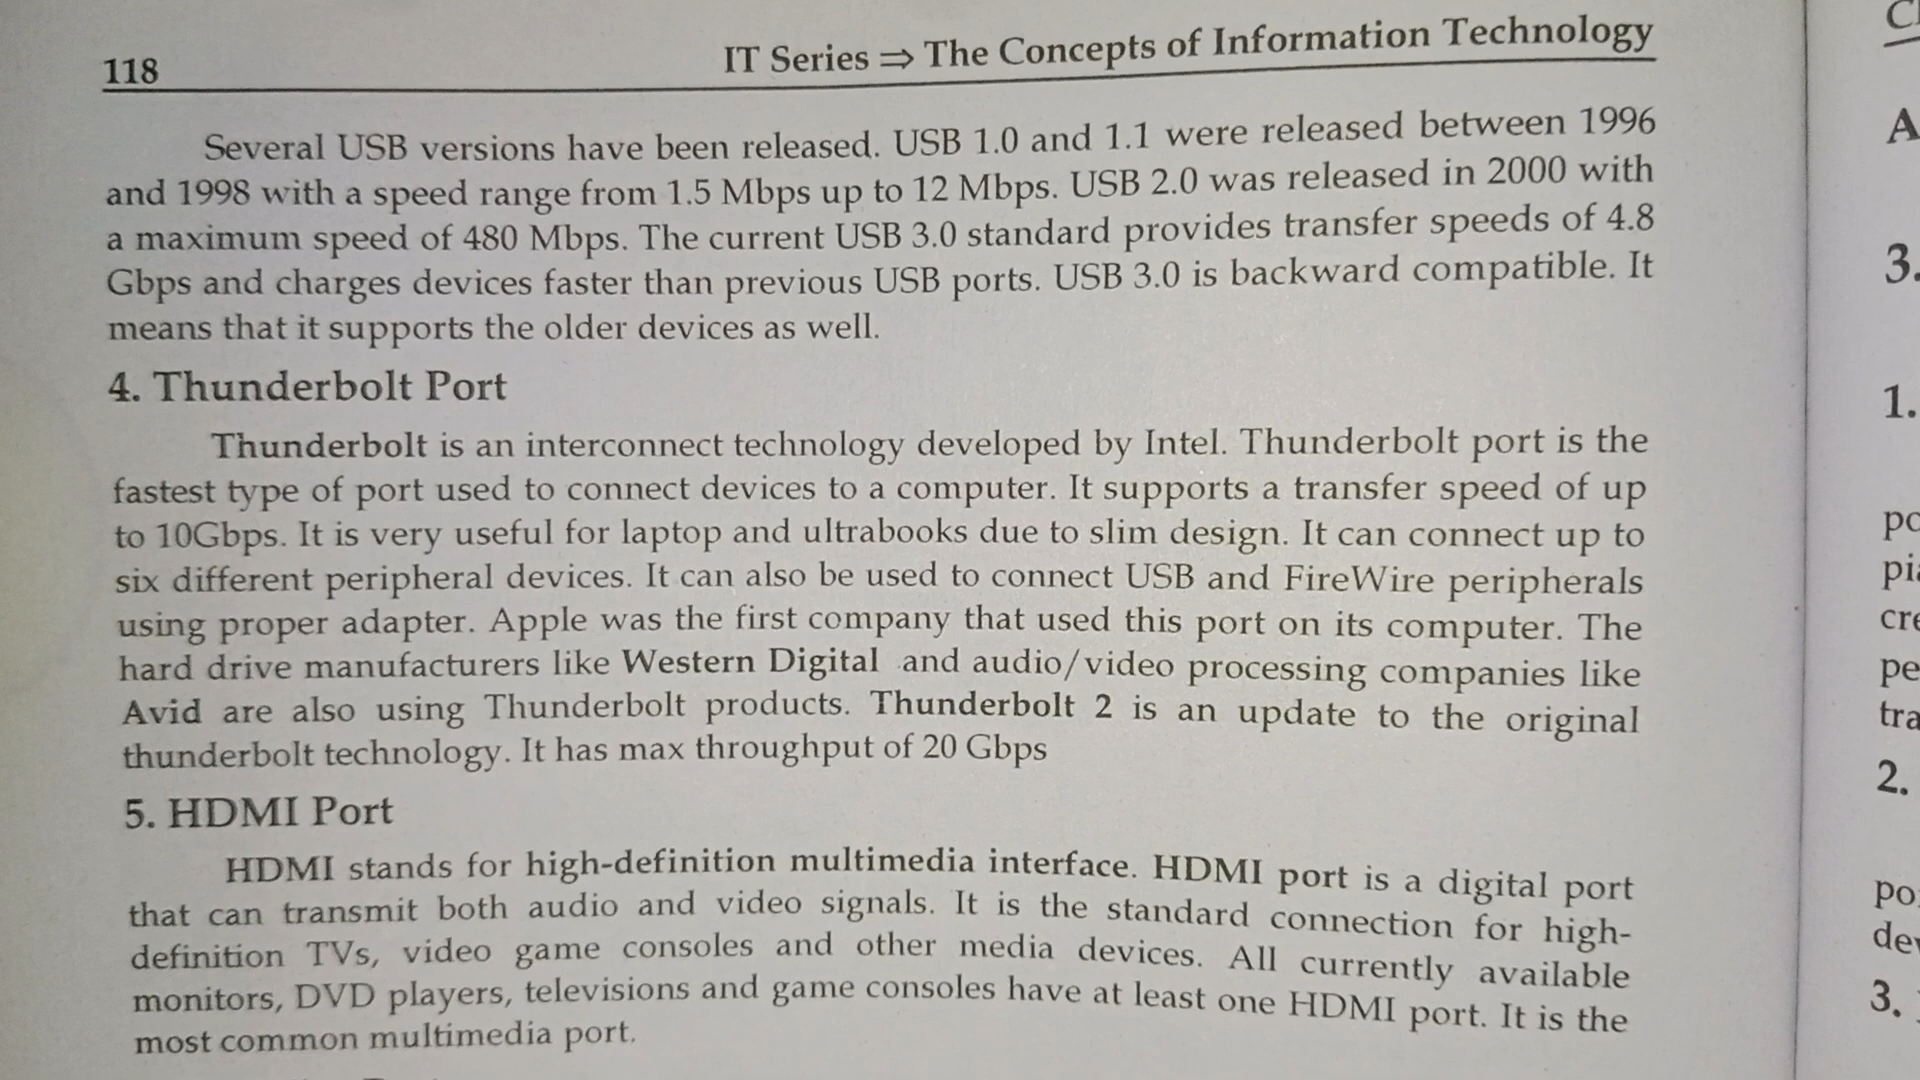 118
IT Series ⇒ The Concepts of Information Technology
Several USB versions have been released. USB 1.0 and 1.1 were released between 1996
and 1998 with a speed range from 1.5 Mbps up to 12 Mbps. USB 2.0 was released in 2000 with
a maximum speed of 480 Mbps. The current USB 3.0 standard provides transfer speeds of 4.8
Gbps and charges devices faster than previous USB ports. USB 3.0 is backward compatible. It
means that it supports the older devices as well.
4. Thunderbolt Port
Thunderbolt is an interconnect technology developed by Intel. Thunderbolt port is the
fastest type of port used to connect devices to a computer. It supports a transfer speed of up
to 10Gbps. It is very useful for laptop and ultrabooks due to slim design. It can connect up to
six different peripheral devices. It can also be used to connect USB and FireWire peripherals
using proper adapter. Apple was the first company that used this port on its computer. The
hard drive manufacturers like Western Digital and audio/video processing companies like
Avid are also using Thunderbolt products. Thunderbolt 2 is an update to the original
thunderbolt technology. It has max throughput of 20 Gbps
5. HDMI Port
HDMI stands for high-definition multimedia interface. HDMI port is a digital port
that can transmit both audio and video signals. It is the standard connection for high-
definition TVs, video game consoles and other media devices. All currently available
monitors, DVD players, televisions and game consoles have at least one HDMI port. It is the
most common multimedia port.
A
3.
1.
2.
3.